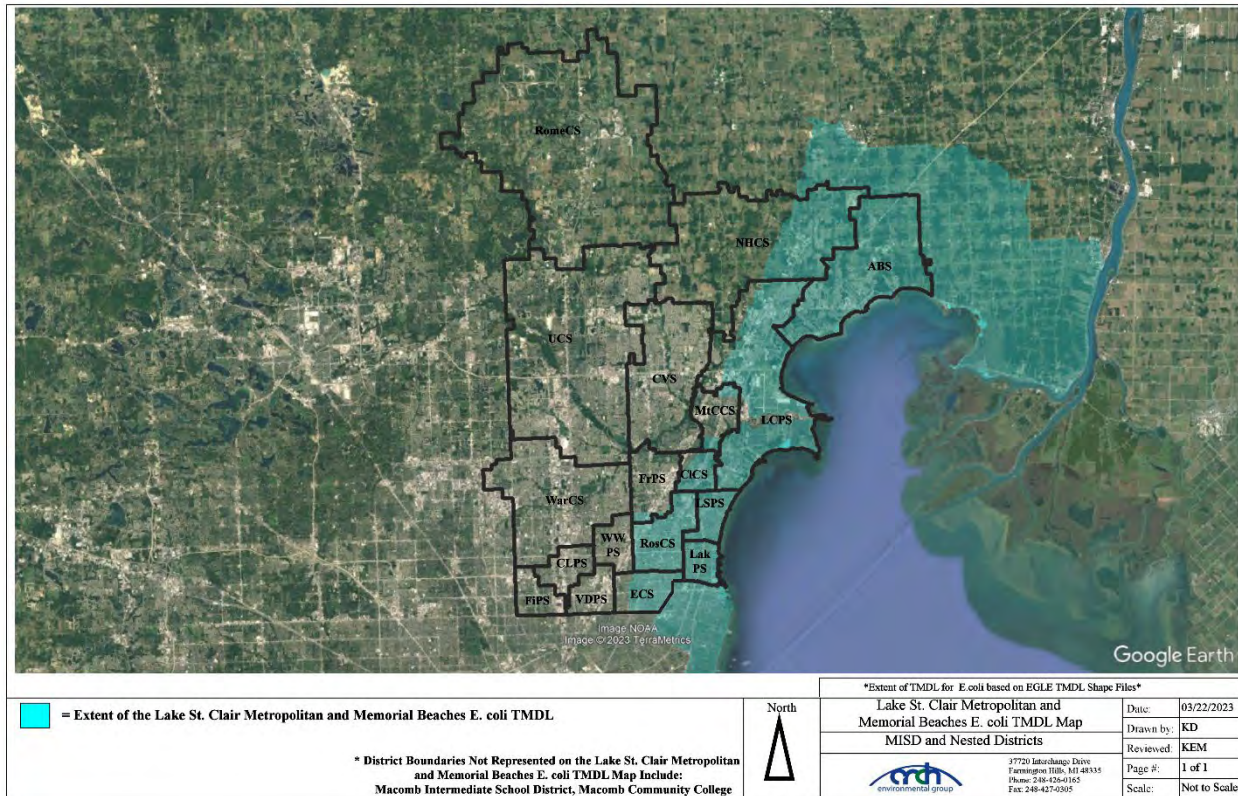 RomeCS
NHCS
ABS
UCS
CVS
MtCCS
LCPS
FrPS
ClCS
WarCS
LSPS
WW
PS
RosCS
Lak
PS
CLPS
FiPS
VDPS
ECS
Image NOAA
Image © 2023 TerraMetrics
Google Earth
= Extent of the Lake St. Clair Metropolitan and Memorial Beaches E. coli TMDL
* District Boundaries Not Represented on the Lake St. Clair Metropolitan
and Memorial Beaches E. coli TMDL Map Include:
Macomb Intermediate School District, Macomb Community College
North
*Extent of TMDL for E.coli based on EGLE TMDL Shape Files*
Lake St. Clair Metropolitan and
Memorial Beaches E. coli TMDL Map
MISD and Nested Districts
arch
environmental group
37720 Interchange Drive
Farmington Hills, MI 48335
Phone: 248-426-0165
Fax: 248-427-0305
Date: 03/22/2023
Drawn by: KD
Reviewed: KEM
Page #: 1 of 1
Scale: Not to Scale